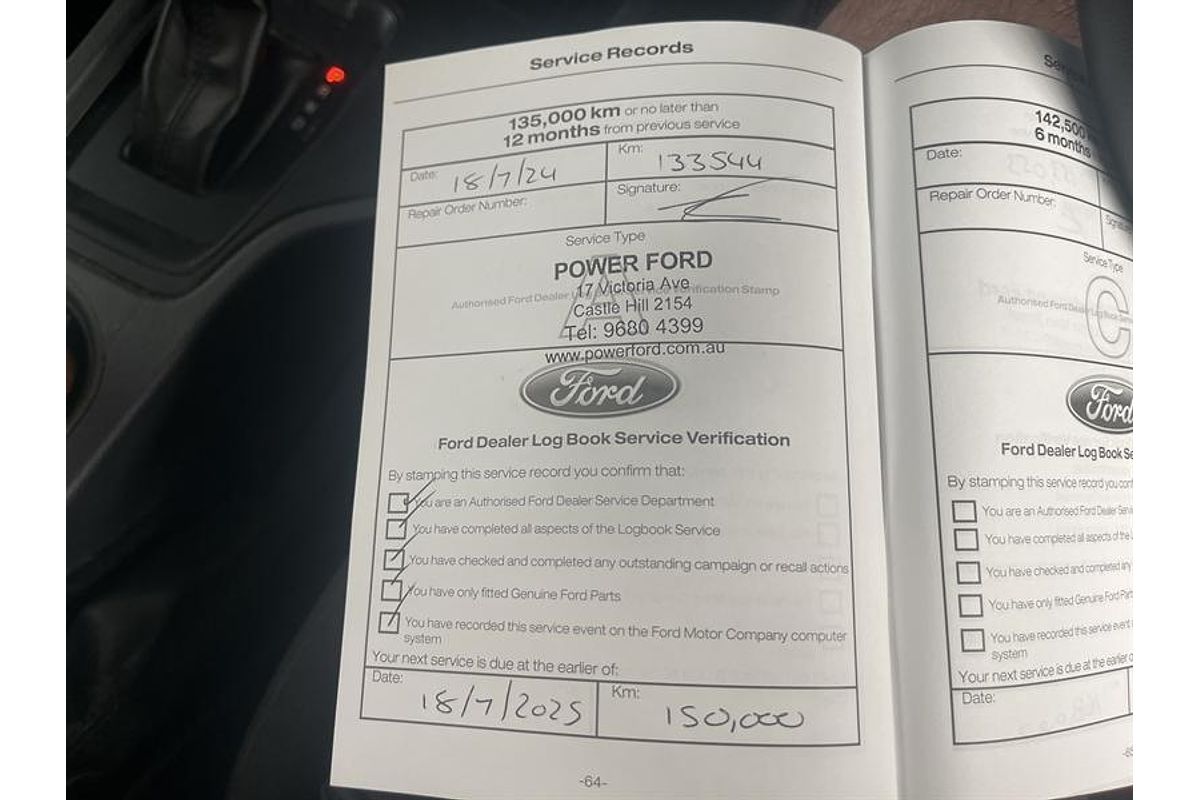 P
Service Records
135,000 km or no later than
12 months from previous service
Date: 18/7/24
Km: 133544
Repair Order Number:
Signature:
Service Type
A
Authorised Ford Dealer Verification Stamp
POWER FORD
17 Victoria Ave
Castle Hill 2154
Tel: 9680 4399
www.powerford.com.au
Ford
Ford Dealer Log Book Service Verification
By stamping this service record you confirm that:
You are an Authorised Ford Dealer Service Department
You have completed all aspects of the Logbook Service
You have checked and completed any outstanding campaign or recall actions
You have only fitted Genuine Ford Parts
You have recorded this service event on the Ford Motor Company computer
system
Your next service is due at the earlier of:
Date: 18/7/2025
Km: 150,000
-64-
142,500
6 months
Date:
Repair Order Number:
Service Type
C
Authorised Ford Dealer Log Book
Ford
Ford Dealer Log Book
By stamping this service record you
You are an Authorised Ford Dealer
You have completed all aspects of the
You have checked and completed any
You have only fitted Genuine Ford
You have recorded this service event
system
Your next service is due at the earlier
Date: